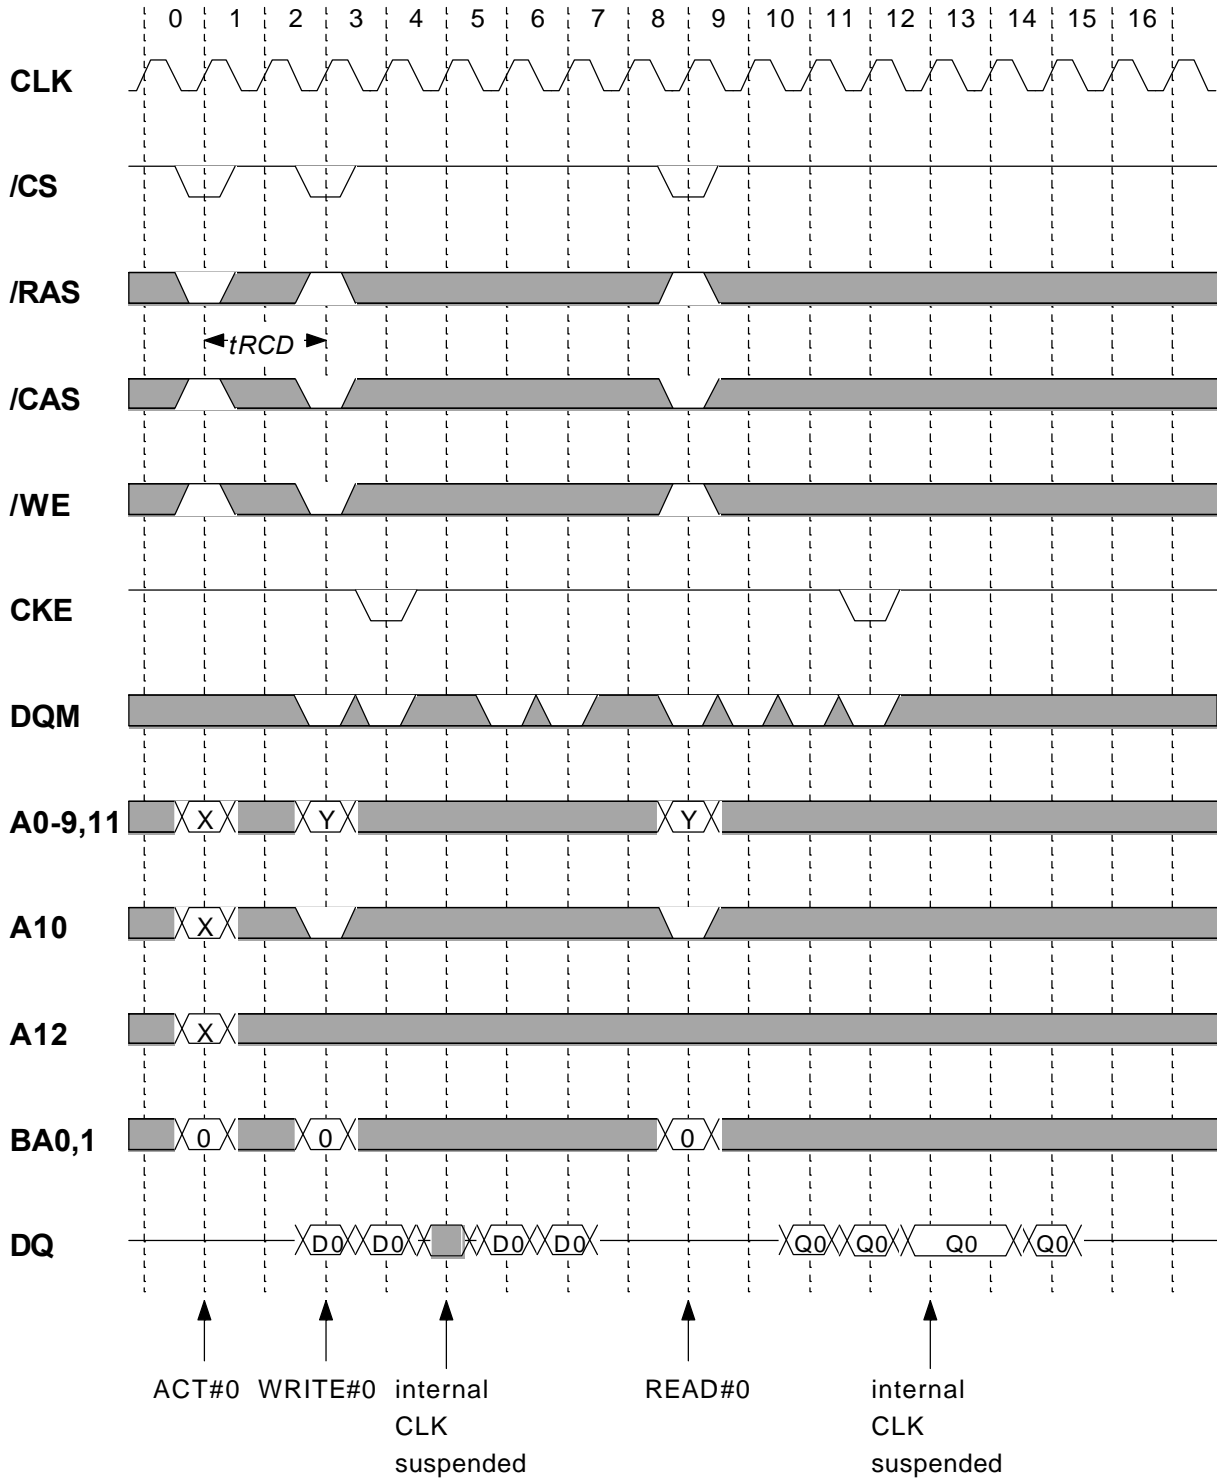 0 1 2 3 4 5 6 7 8 9 10 11 12 13 14 15 16
CLK
/CS
/RAS
tRCD
/CAS
/WE
CKE
DQM
A0-9,11 X Y Y
A10 X
A12 X
BA0,1 0 0 0
DQ D0 D0 D0 D0 Q0 Q0 Q0 Q0
ACT#0 WRITE#0 internal READ#0 internal
CLK CLK
suspended suspended